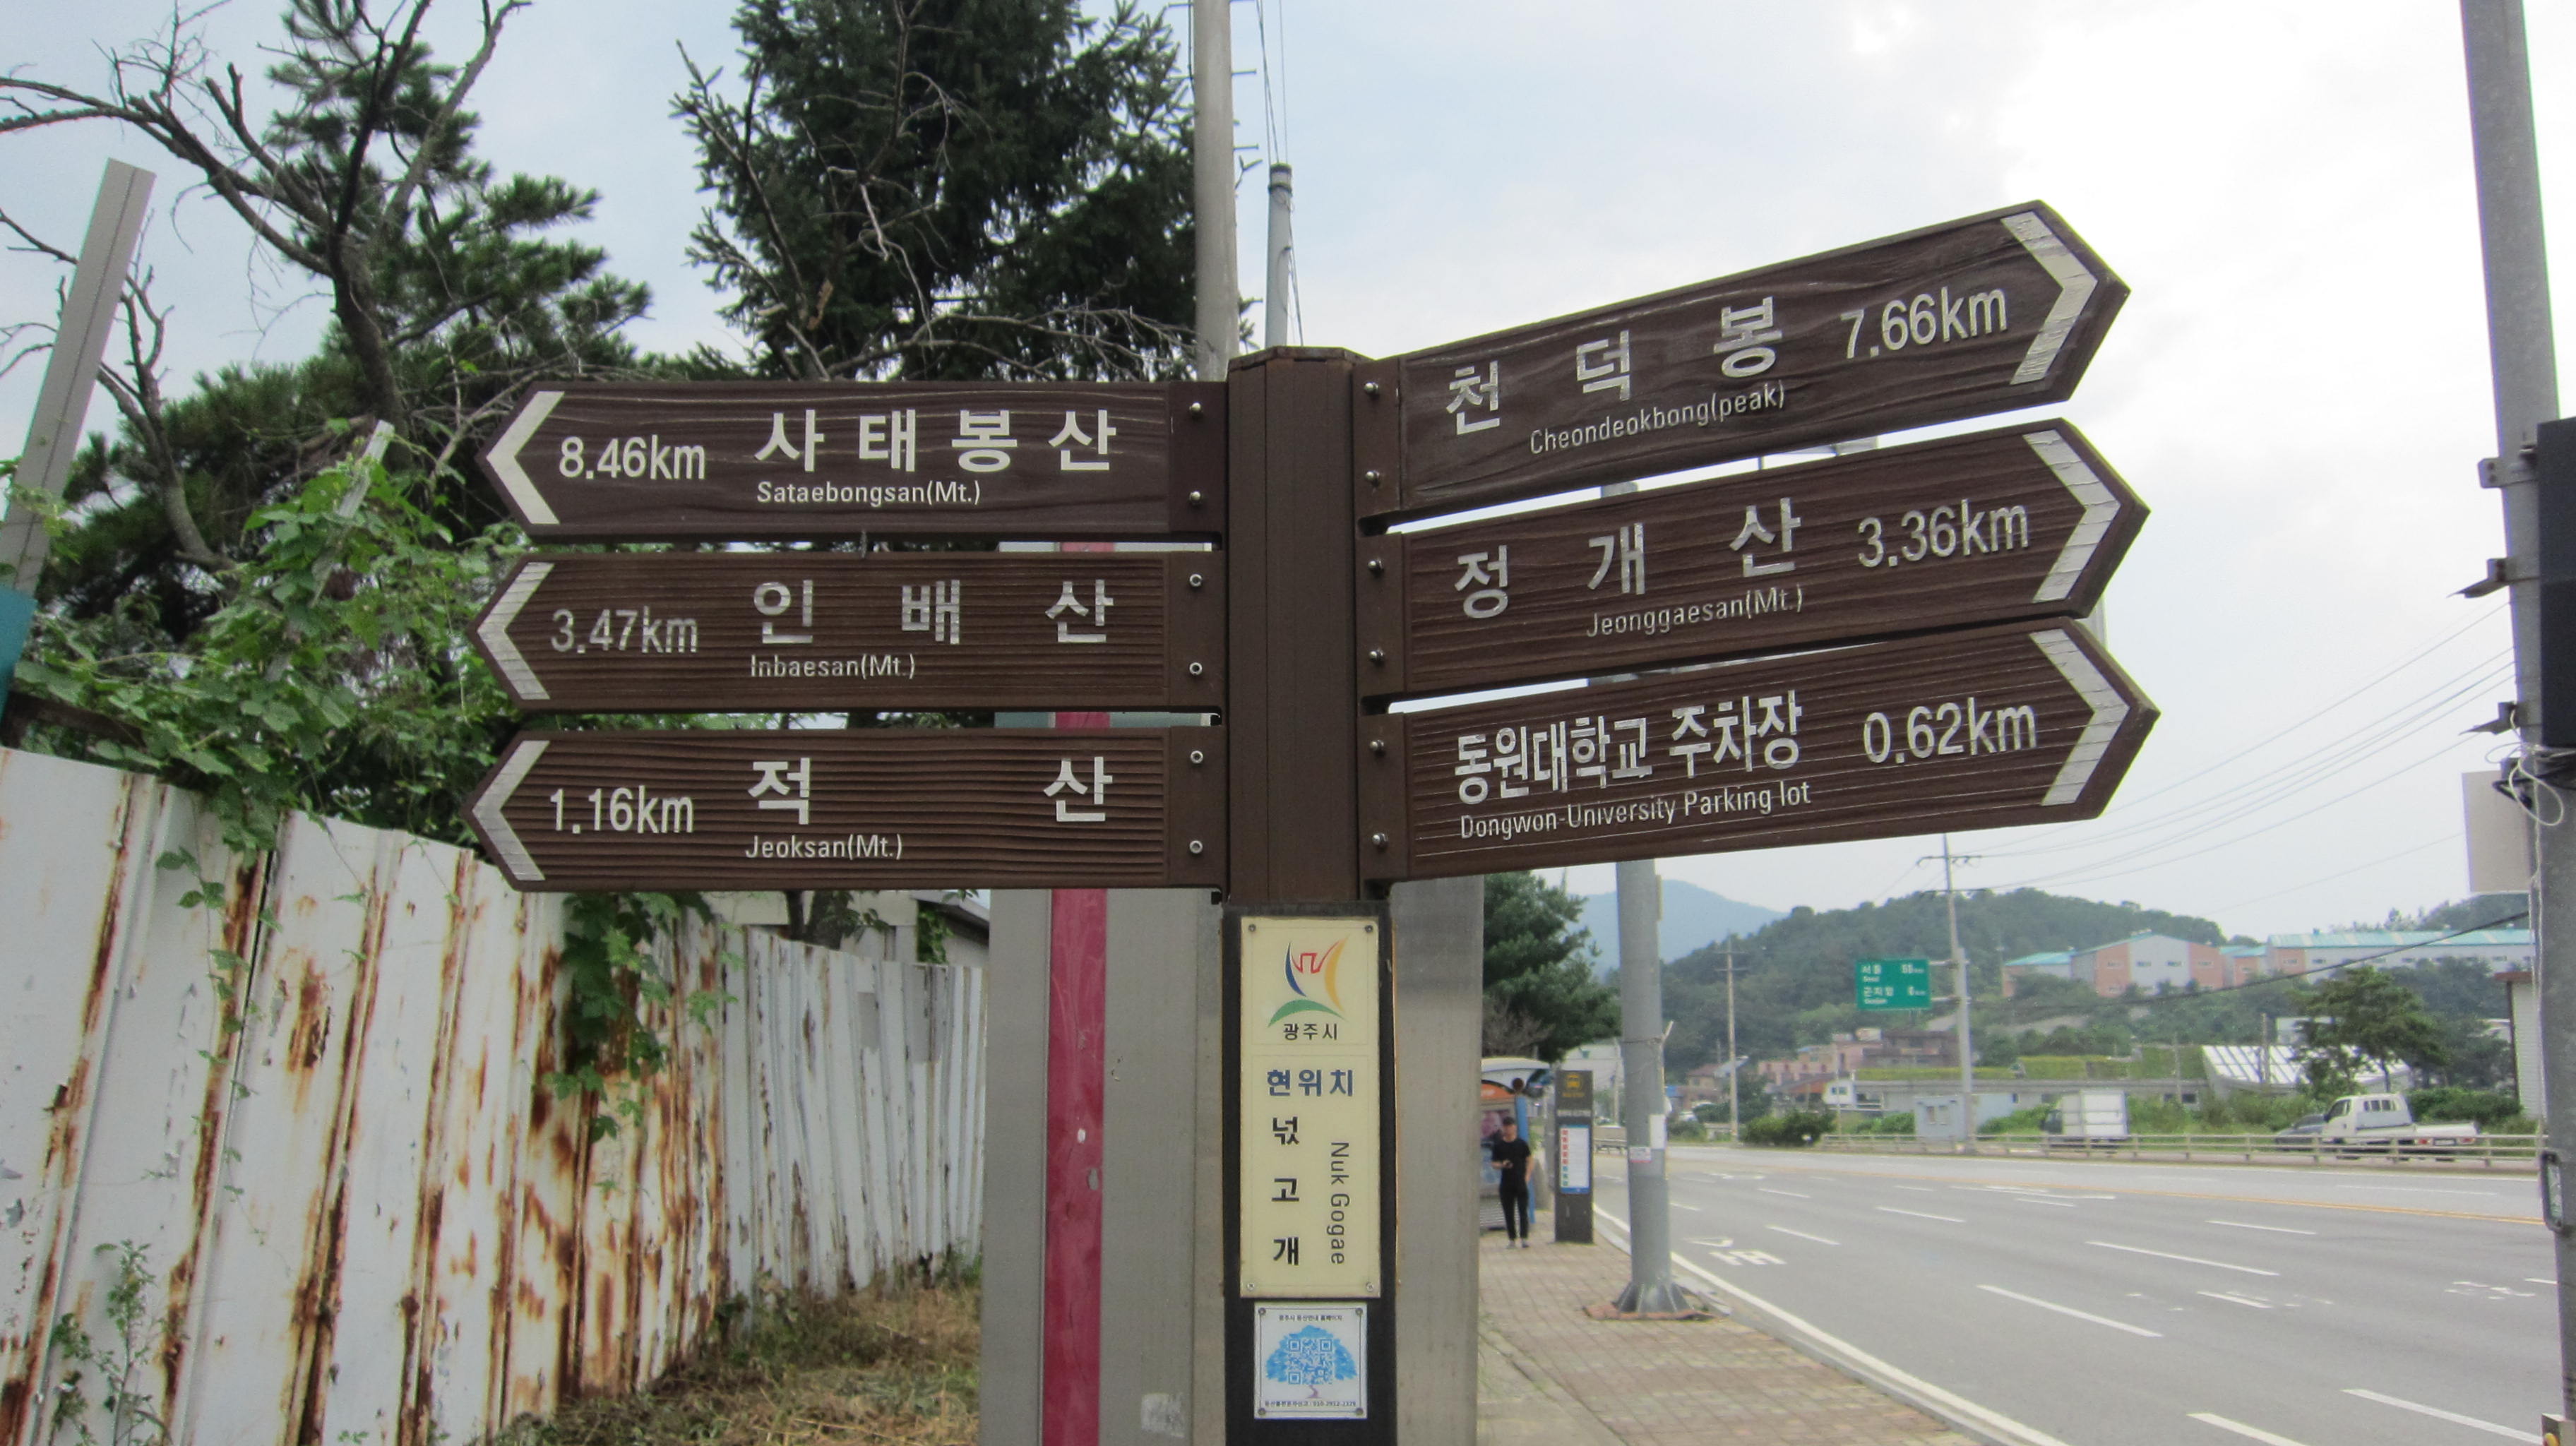 8.46km 사태봉산
Sataebongsan(Mt.)
3.47km 인배산
Inbaesan(Mt.)
1.16km 적산
Jeoksan(Mt.)
천덕봉 7.66km
Cheondeokbong(peak)
정개산 3.36km
Jeonggaesan(Mt.)
동원대학교 주차장 0.62km
Dongwon-University Parking lot
광주시
현위치
넋고개
Nuk Gogae
서울
Seoul